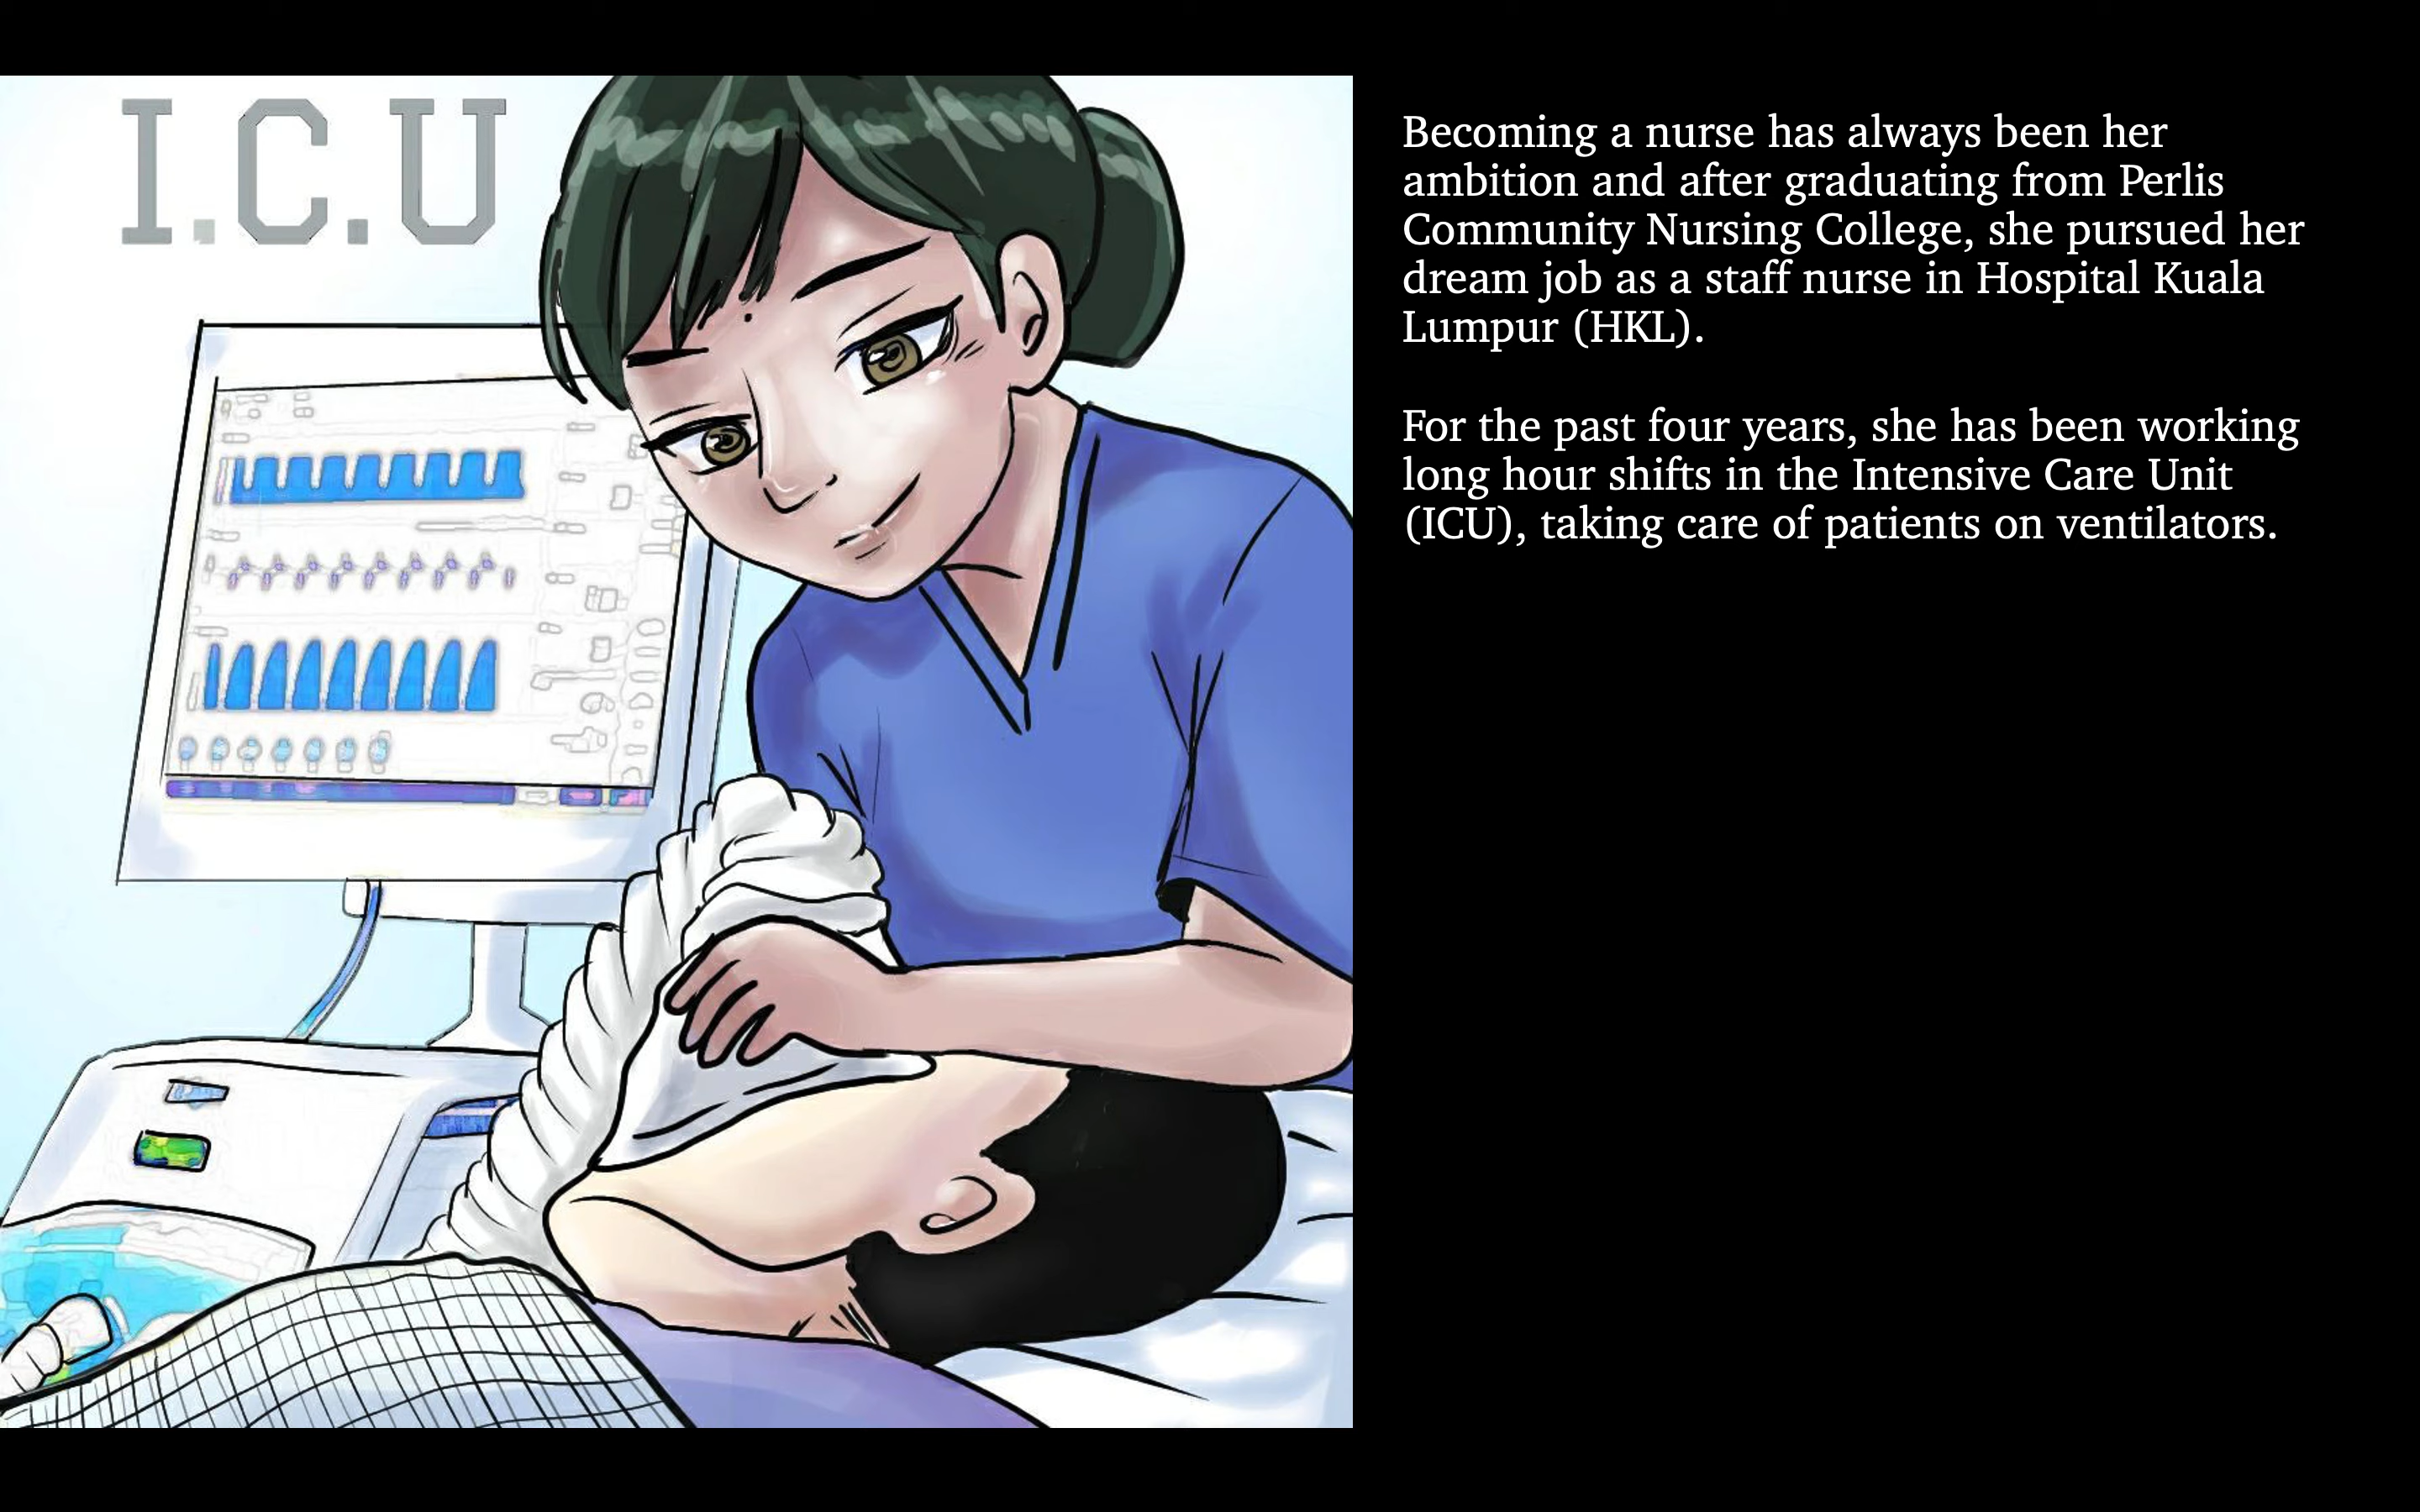 I.C.U
Becoming a nurse has always been her
ambition and after graduating from Perlis
Community Nursing College, she pursued her
dream job as a staff nurse in Hospital Kuala
Lumpur (HKL).
For the past four years, she has been working
long hour shifts in the Intensive Care Unit
(ICU), taking care of patients on ventilators.